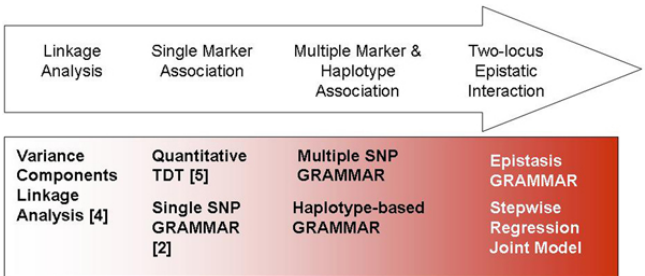 Linkage
Analysis
Single Marker
Association
Multiple Marker &
Haplotype
Association
Two-locus
Epistatic
Interaction
Variance
Components
Linkage
Analysis [4]
Quantitative
TDT [5]
Single SNP
GRAMMAR
[2]
Multiple SNP
GRAMMAR
Haplotype-based
GRAMMAR
Epistasis
GRAMMAR
Stepwise
Regression
Joint Model